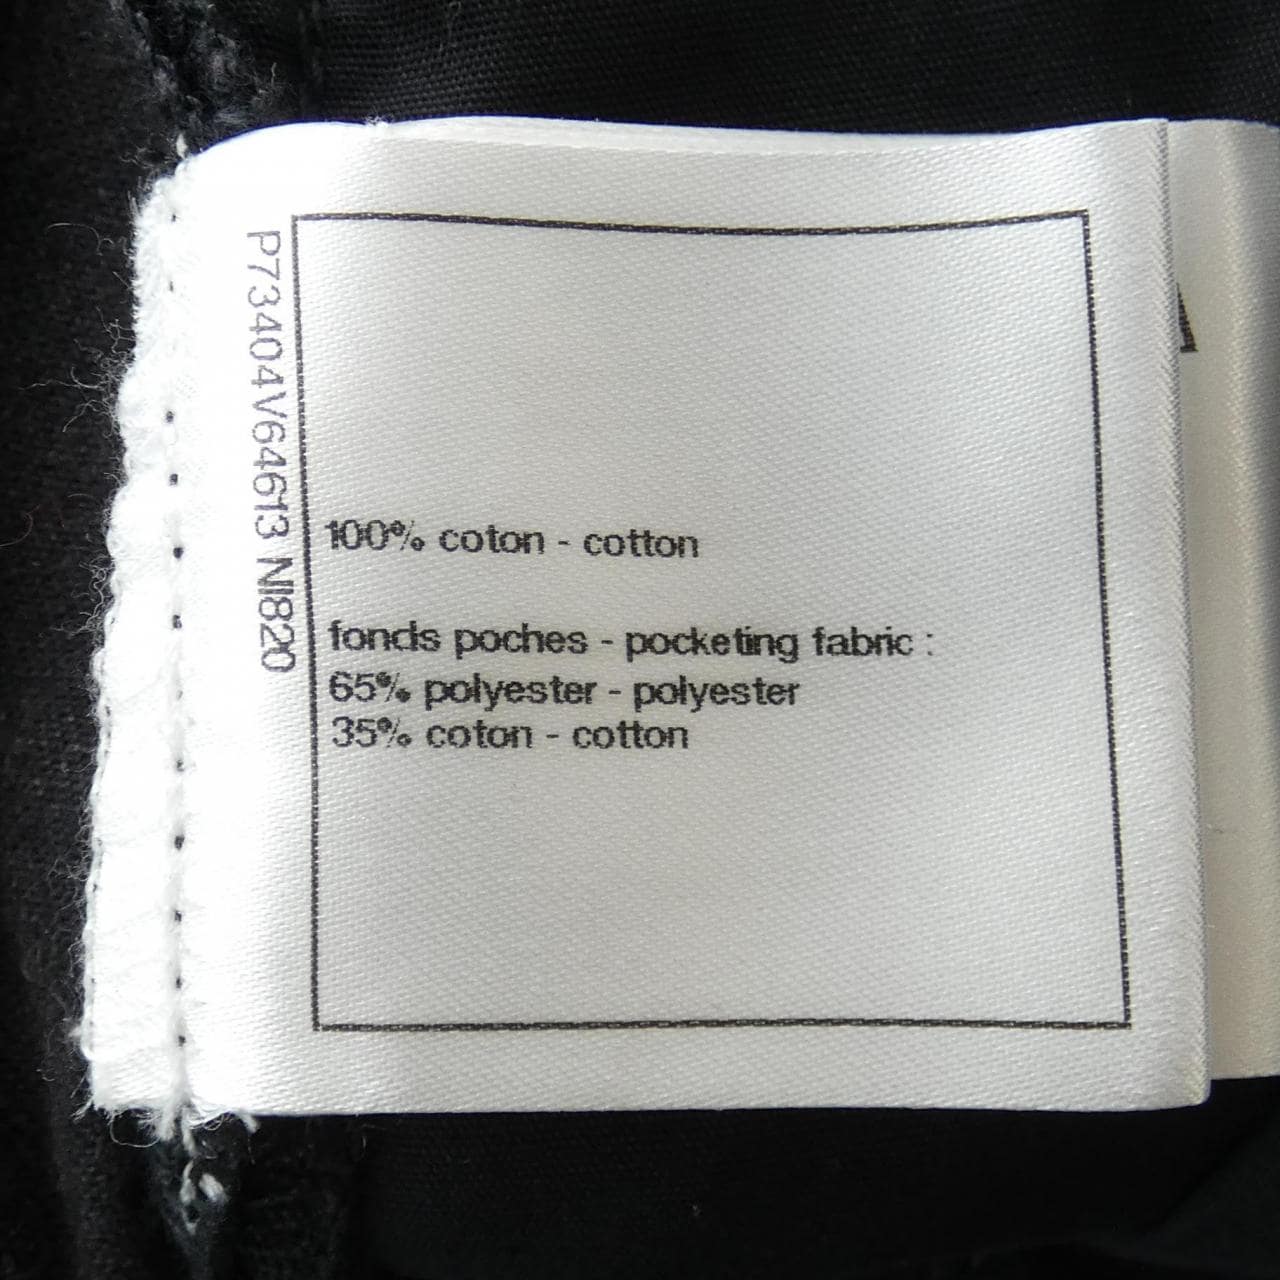 P73404V64613 NI820
100% coton - cotton
fonds poches - pocketing fabric :
65% polyester - polyester
35% coton - cotton